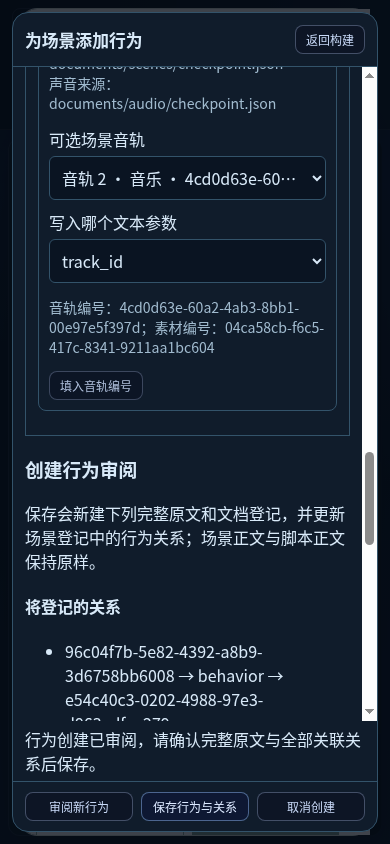 为场景添加行为
返回构建
documents/scenes/checkpoint.json
声音来源：
documents/audio/checkpoint.json
可选场景音轨
音轨 2 · 音乐 · 4cd0d63e-60···
写入哪个文本参数
track_id
音轨编号：4cd0d63e-60a2-4ab3-8bb1-
00e97e5f397d；素材编号：04ca58cb-f6c5-
417c-8341-9211aa1bc604
填入音轨编号
创建行为审阅
保存会新建下列完整原文和文档登记，并更新
场景登记中的行为关系；场景正文与脚本正文
保持原样。
将登记的关系
• 96c04f7b-5e82-4392-a8b9-
3d6758bb6008 → behavior →
e54c40c3-0202-4988-97e3-
行为创建已审阅，请确认完整原文与全部关联关
系后保存。
审阅新行为
保存行为与关系
取消创建